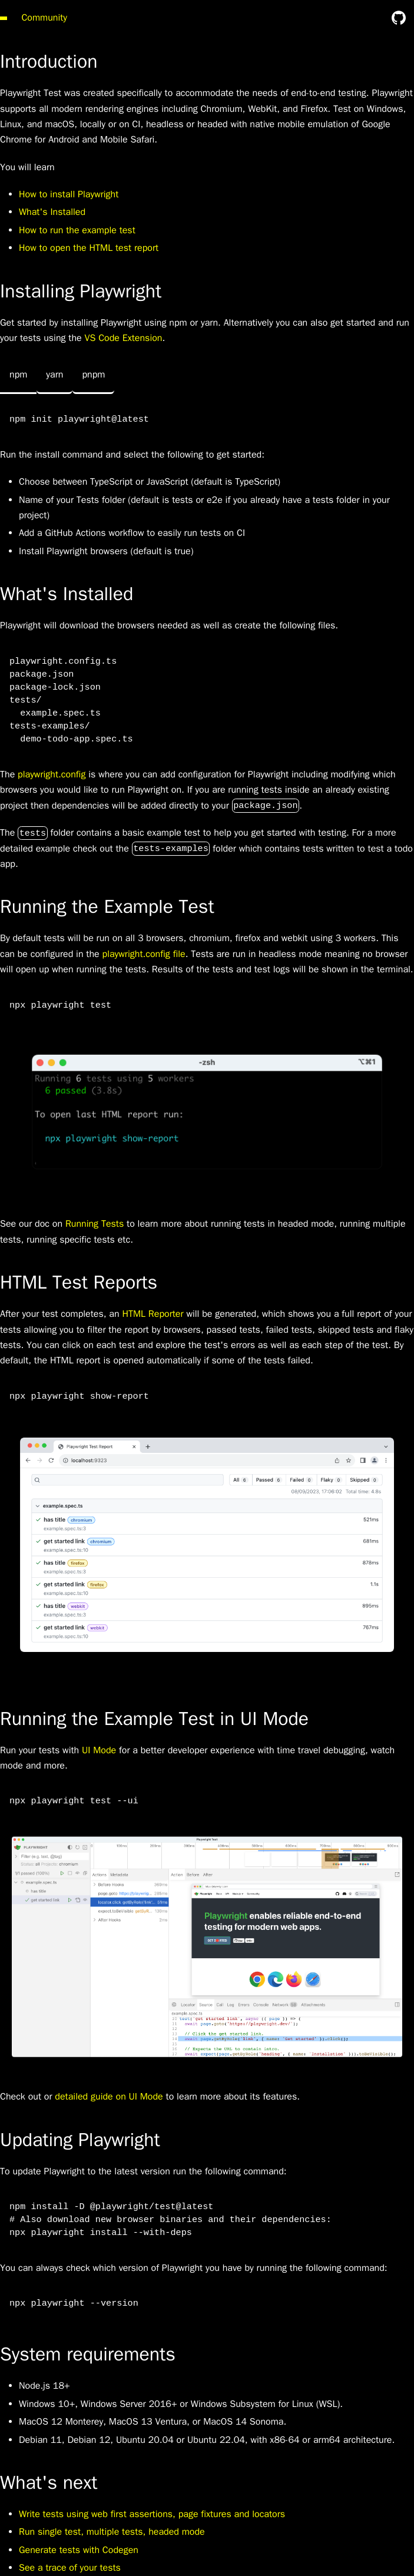 Community
Introduction
Playwright Test was created specifically to accommodate the needs of end-to-end testing. Playwright
supports all modern rendering engines including Chromium, WebKit, and Firefox. Test on Windows,
Linux, and macOS, locally or on CI, headless or headed with native mobile emulation of Google
Chrome for Android and Mobile Safari.
You will learn
How to install Playwright
What's Installed
How to run the example test
How to open the HTML test report
Installing Playwright
Get started by installing Playwright using npm or yarn. Alternatively you can also get started and run
your tests using the VS Code Extension.
npm yarn pnpm
npm init playwright@latest
Run the install command and select the following to get started:
Choose between TypeScript or JavaScript (default is TypeScript)
Name of your Tests folder (default is tests or e2e if you already have a tests folder in your
project)
Add a GitHub Actions workflow to easily run tests on CI
Install Playwright browsers (default is true)
What's Installed
Playwright will download the browsers needed as well as create the following files.
playwright.config.ts
package.json
package-lock.json
tests/
example.spec.ts
tests-examples/
demo-todo-app.spec.ts
The playwright.config is where you can add configuration for Playwright including modifying which
browsers you would like to run Playwright on. If you are running tests inside an already existing
project then dependencies will be added directly to your package.json.
The tests folder contains a basic example test to help you get started with testing. For a more
detailed example check out the tests-examples folder which contains tests written to test a todo
app.
Running the Example Test
By default tests will be run on all 3 browsers, chromium, firefox and webkit using 3 workers. This
can be configured in the playwright.config file. Tests are run in headless mode meaning no browser
will open up when running the tests. Results of the tests and test logs will be shown in the terminal.
npx playwright test
-zsh ⌥⌘1
Running 6 tests using 5 workers
6 passed (3.8s)
To open last HTML report run:
npx playwright show-report
See our doc on Running Tests to learn more about running tests in headed mode, running multiple
tests, running specific tests etc.
HTML Test Reports
After your test completes, an HTML Reporter will be generated, which shows you a full report of your
tests allowing you to filter the report by browsers, passed tests, failed tests, skipped tests and flaky
tests. You can click on each test and explore the test's errors as well as each step of the test. By
default, the HTML report is opened automatically if some of the tests failed.
npx playwright show-report
Playwright Test Report
localhost:9323
All 6 Passed 6 Failed 0 Flaky 0 Skipped 0
08/09/2023, 17:08:02 Total time: 4.8s
example.spec.ts
has title chromium 521ms
example.spec.ts:3
get started link chromium 681ms
example.spec.ts:10
has title firefox 878ms
example.spec.ts:3
get started link firefox 1.1s
example.spec.ts:10
has title webkit 995ms
example.spec.ts:3
get started link webkit 767ms
example.spec.ts:10
Running the Example Test in UI Mode
Run your tests with UI Mode for a better developer experience with time travel debugging, watch
mode and more.
npx playwright test --ui
PLAYWRIGHT
example.spec.ts
has title
get started link
Actions Metadata
Before Hooks
After Hooks
Action Before After
Playwright enables reliable end-to-end
testing for modern web apps.
Locator Source Call Log Errors Console Network Attachments
example.spec.ts
// Click the get started link.
Check out or detailed guide on UI Mode to learn more about its features.
Updating Playwright
To update Playwright to the latest version run the following command:
npm install -D @playwright/test@latest
# Also download new browser binaries and their dependencies:
npx playwright install --with-deps
You can always check which version of Playwright you have by running the following command:
npx playwright --version
System requirements
Node.js 18+
Windows 10+, Windows Server 2016+ or Windows Subsystem for Linux (WSL).
MacOS 12 Monterey, MacOS 13 Ventura, or MacOS 14 Sonoma.
Debian 11, Debian 12, Ubuntu 20.04 or Ubuntu 22.04, with x86-64 or arm64 architecture.
What's next
Write tests using web first assertions, page fixtures and locators
Run single test, multiple tests, headed mode
Generate tests with Codegen
See a trace of your tests